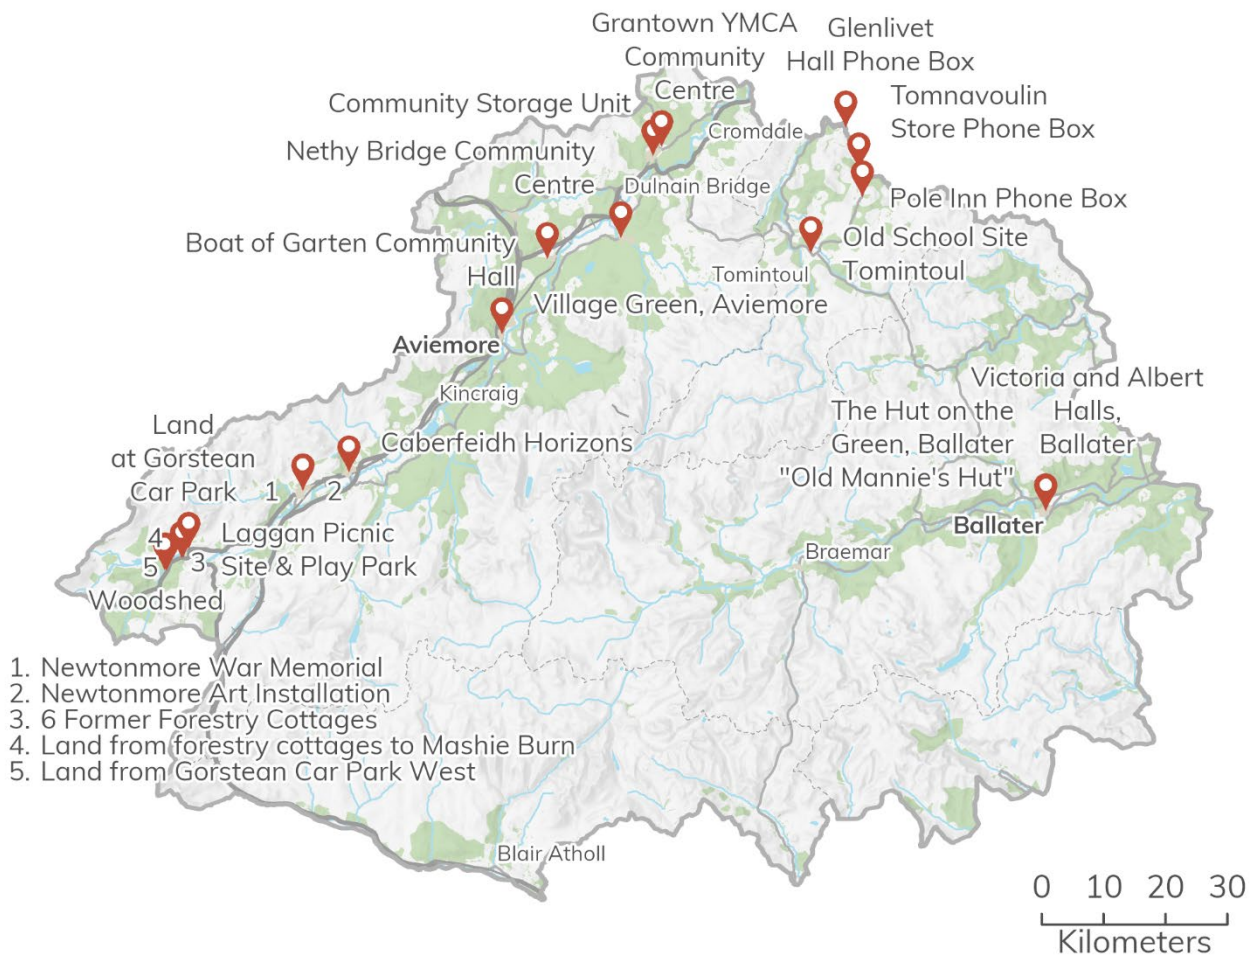 Grantown YMCA
Community
Centre
Glenlivet
Hall Phone Box
Community Storage Unit
Tomnavoulin
Store Phone Box
Cromdale
Nethy Bridge Community
Centre
Dulnain Bridge
Pole Inn Phone Box
Boat of Garten Community
Hall
Old School Site
Tomintoul
Tomintoul
Village Green, Aviemore
Aviemore
Kincraig
Victoria and Albert
Halls,
Ballater
The Hut on the
Green, Ballater
"Old Mannie's Hut"
Land
at Gorstean
Car Park
Caberfeidh Horizons
1
2
Ballater
Laggan Picnic
Site & Play Park
4
3
5
Braemar
Woodshed
1. Newtonmore War Memorial
2. Newtonmore Art Installation
3. 6 Former Forestry Cottages
4. Land from forestry cottages to Mashie Burn
5. Land from Gorstean Car Park West
Blair Atholl
0 10 20 30
Kilometers